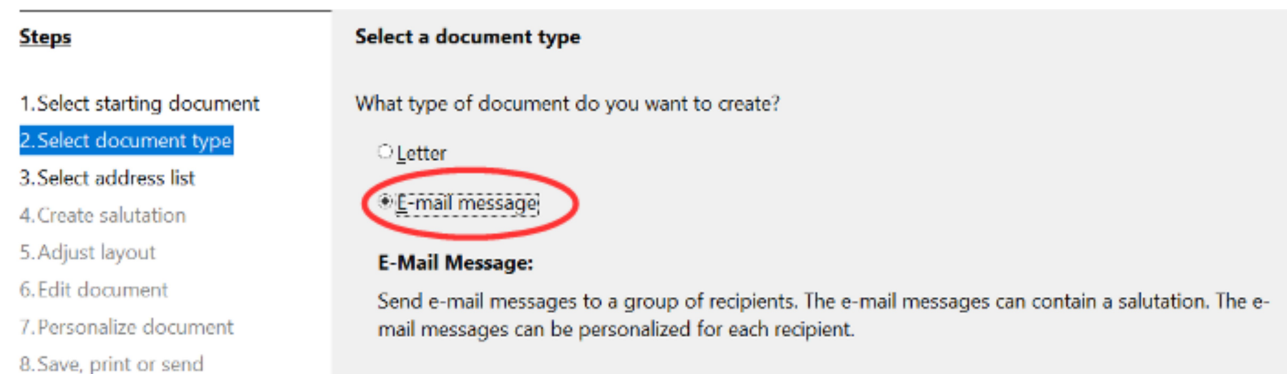 Steps
1.Select starting document
2.Select document type
3.Select address list
4.Create salutation
5.Adjust layout
6.Edit document
7.Personalize document
8.Save, print or send
Select a document type
What type of document do you want to create?
Letter
E-mail message
E-Mail Message:
Send e-mail messages to a group of recipients. The e-mail messages can contain a salutation. The e-
mail messages can be personalized for each recipient.